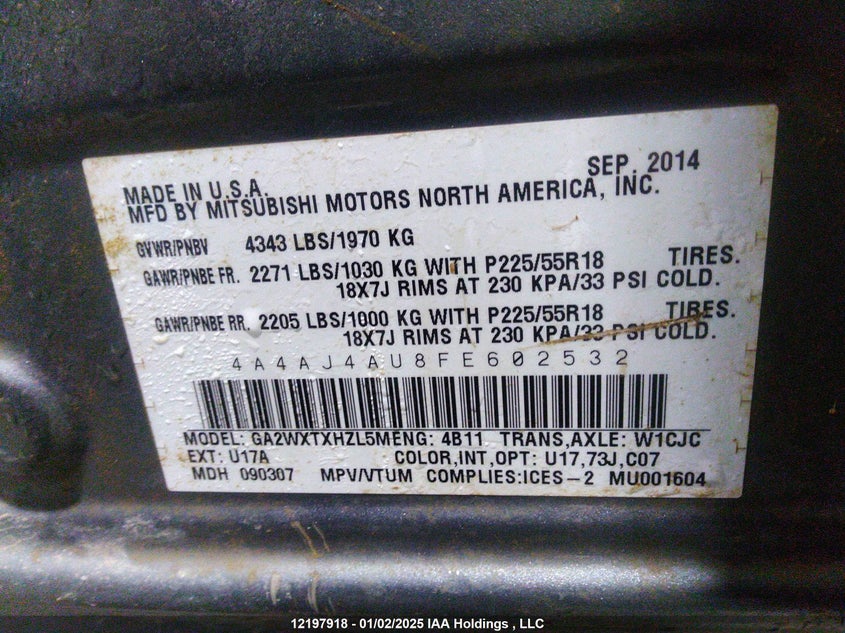 SEP, 2014
MADE IN U.S.A.
MFD BY MITSUBISHI MOTORS NORTH AMERICA, INC.
GVWR/PNBV 4343 LBS/1970 KG
GAWR/PNBE FR. 2271 LBS/1030 KG WITH P225/55R18 TIRES.
18X7J RIMS AT 230 KPA/33 PSI COLD.
GAWR/PNBE RR. 2205 LBS/1000 KG WITH P225/55R18 TIRES.
18X7J RIMS AT 230 KPA/33 PSI COLD.
4A4AJ4AU8FE602532
MODEL: GA2WXTXHZL5MENG: 4B11 TRANS,AXLE: W1CJC
EXT: U17A COLOR,INT,OPT: U17,73J,C07
MDH 090307 MPV/VTUM COMPLIES:ICES-2 MU001604
12197918 - 01/02/2025 IAA Holdings , LLC